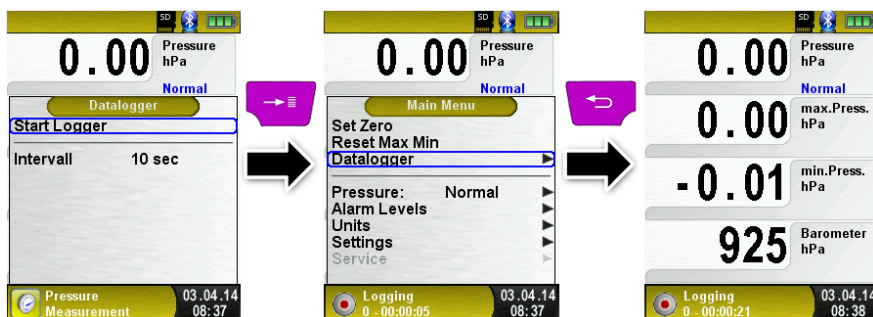 SD
0.00 Pressure
hPa
Normal
Datalogger
Start Logger
Intervall 10 sec
Pressure
Measurement
03.04.14
08:37
SD
0.00 Pressure
hPa
Normal
Main Menu
Set Zero
Reset Max Min
Datalogger
Pressure: Normal
Alarm Levels
Units
Settings
Service
Logging
0 - 00:00:05
03.04.14
08:37
SD
0.00 Pressure
hPa
Normal
0.00 max.Press.
hPa
-0.01 min.Press.
hPa
925 Barometer
hPa
Logging
0 - 00:00:21
03.04.14
08:38